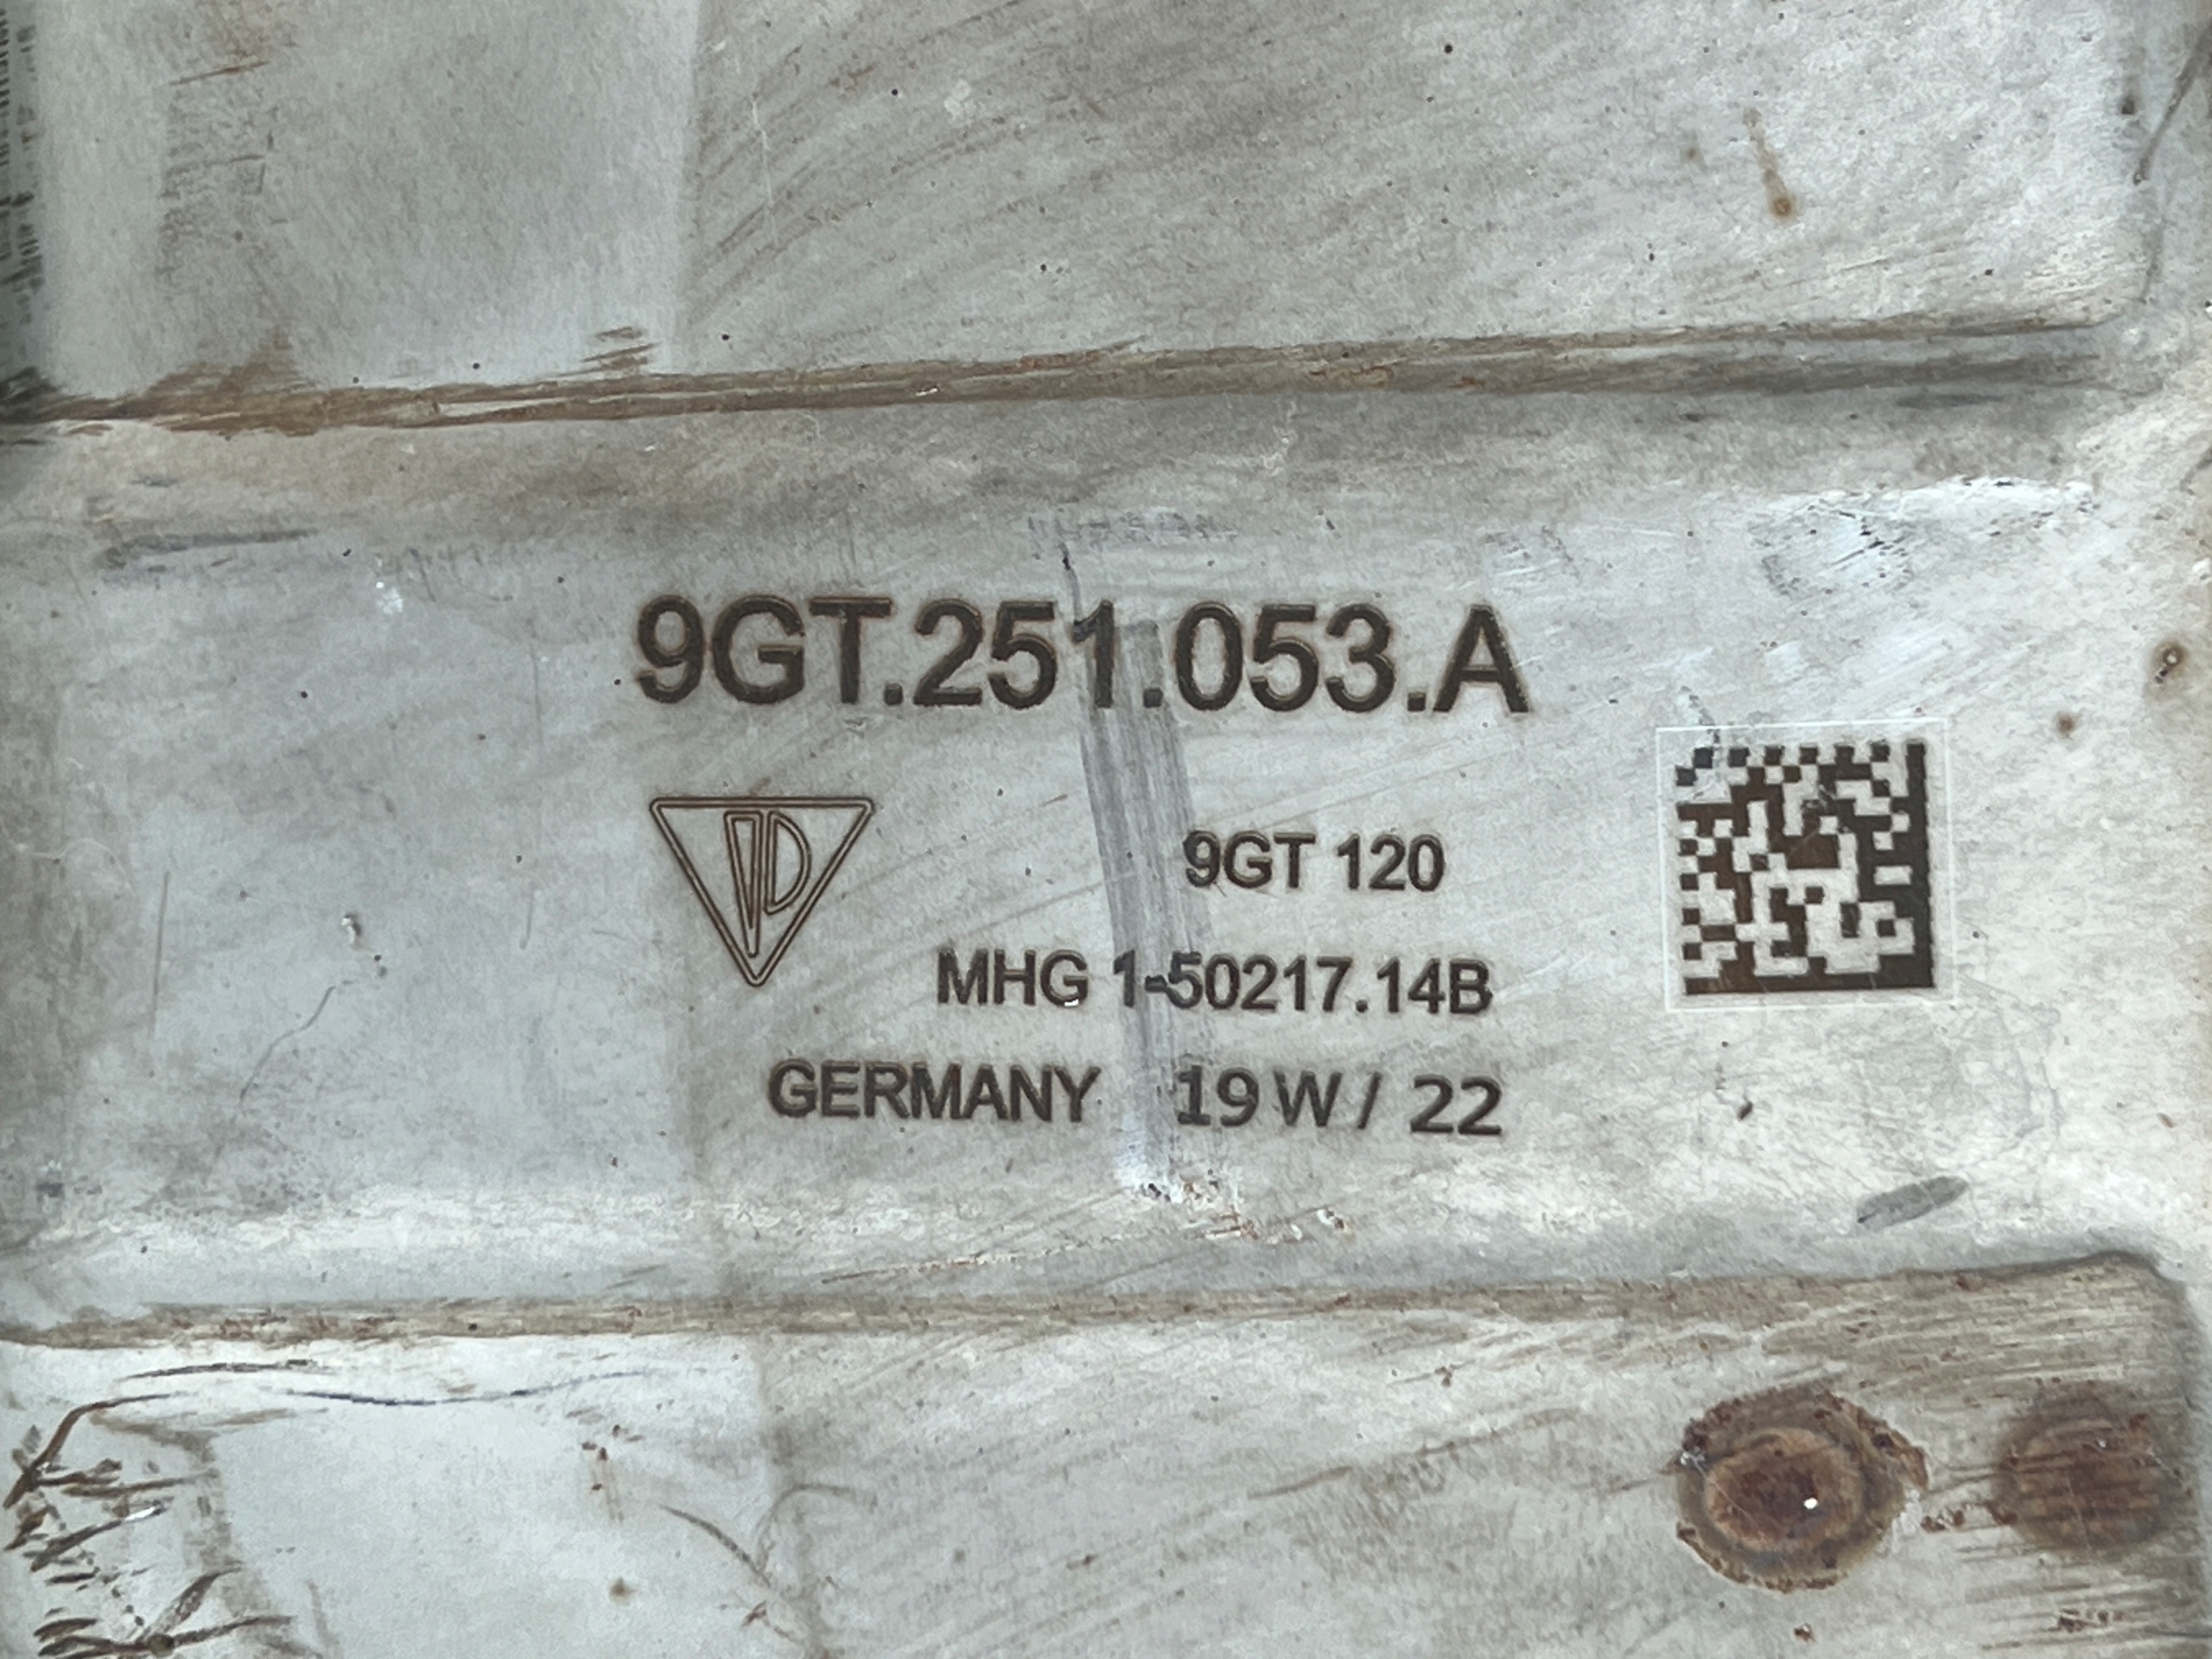 9GT.251.053.A
9GT 120
MHG 1-50217.14B
GERMANY 19 W / 22